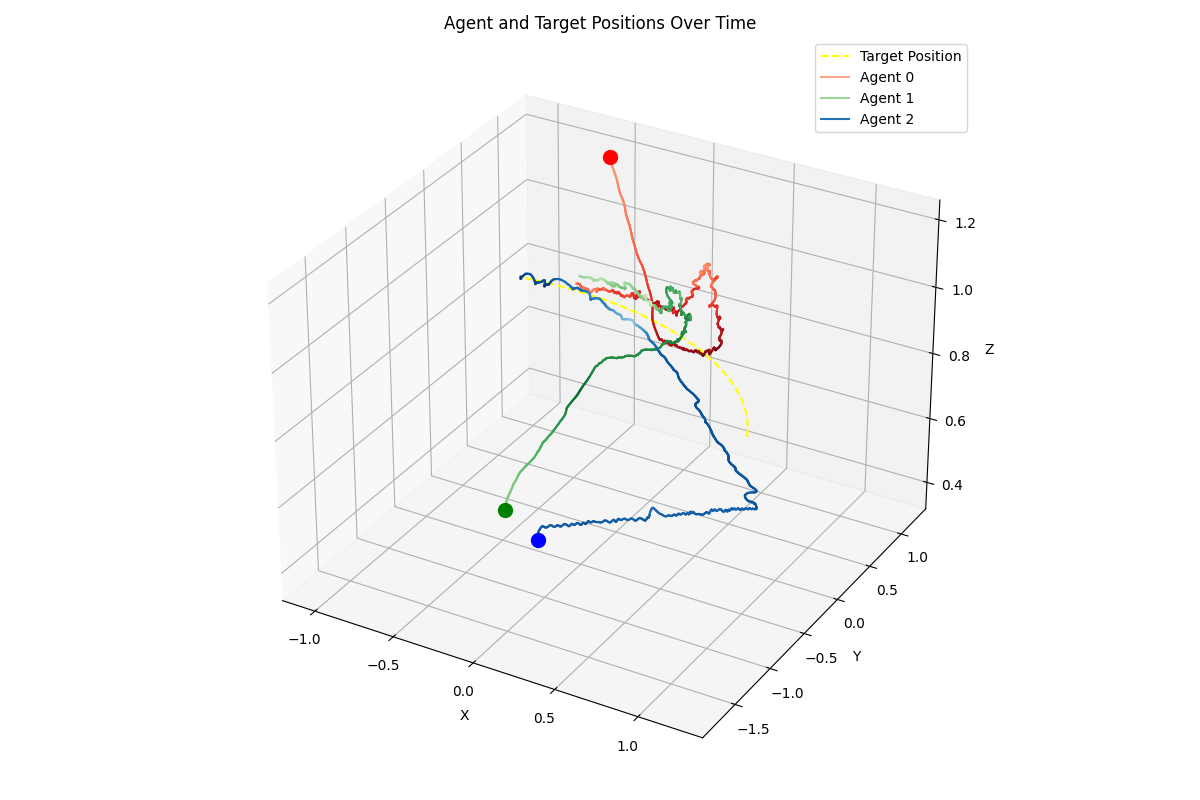 Agent and Target Positions Over Time
Target Position
Agent 0
Agent 1
Agent 2
1.2
1.0
Z
0.8
0.6
0.4
1.0
0.5
0.0
−0.5
Y
−1.0
−1.5
−1.0
−0.5
0.0
X
0.5
1.0